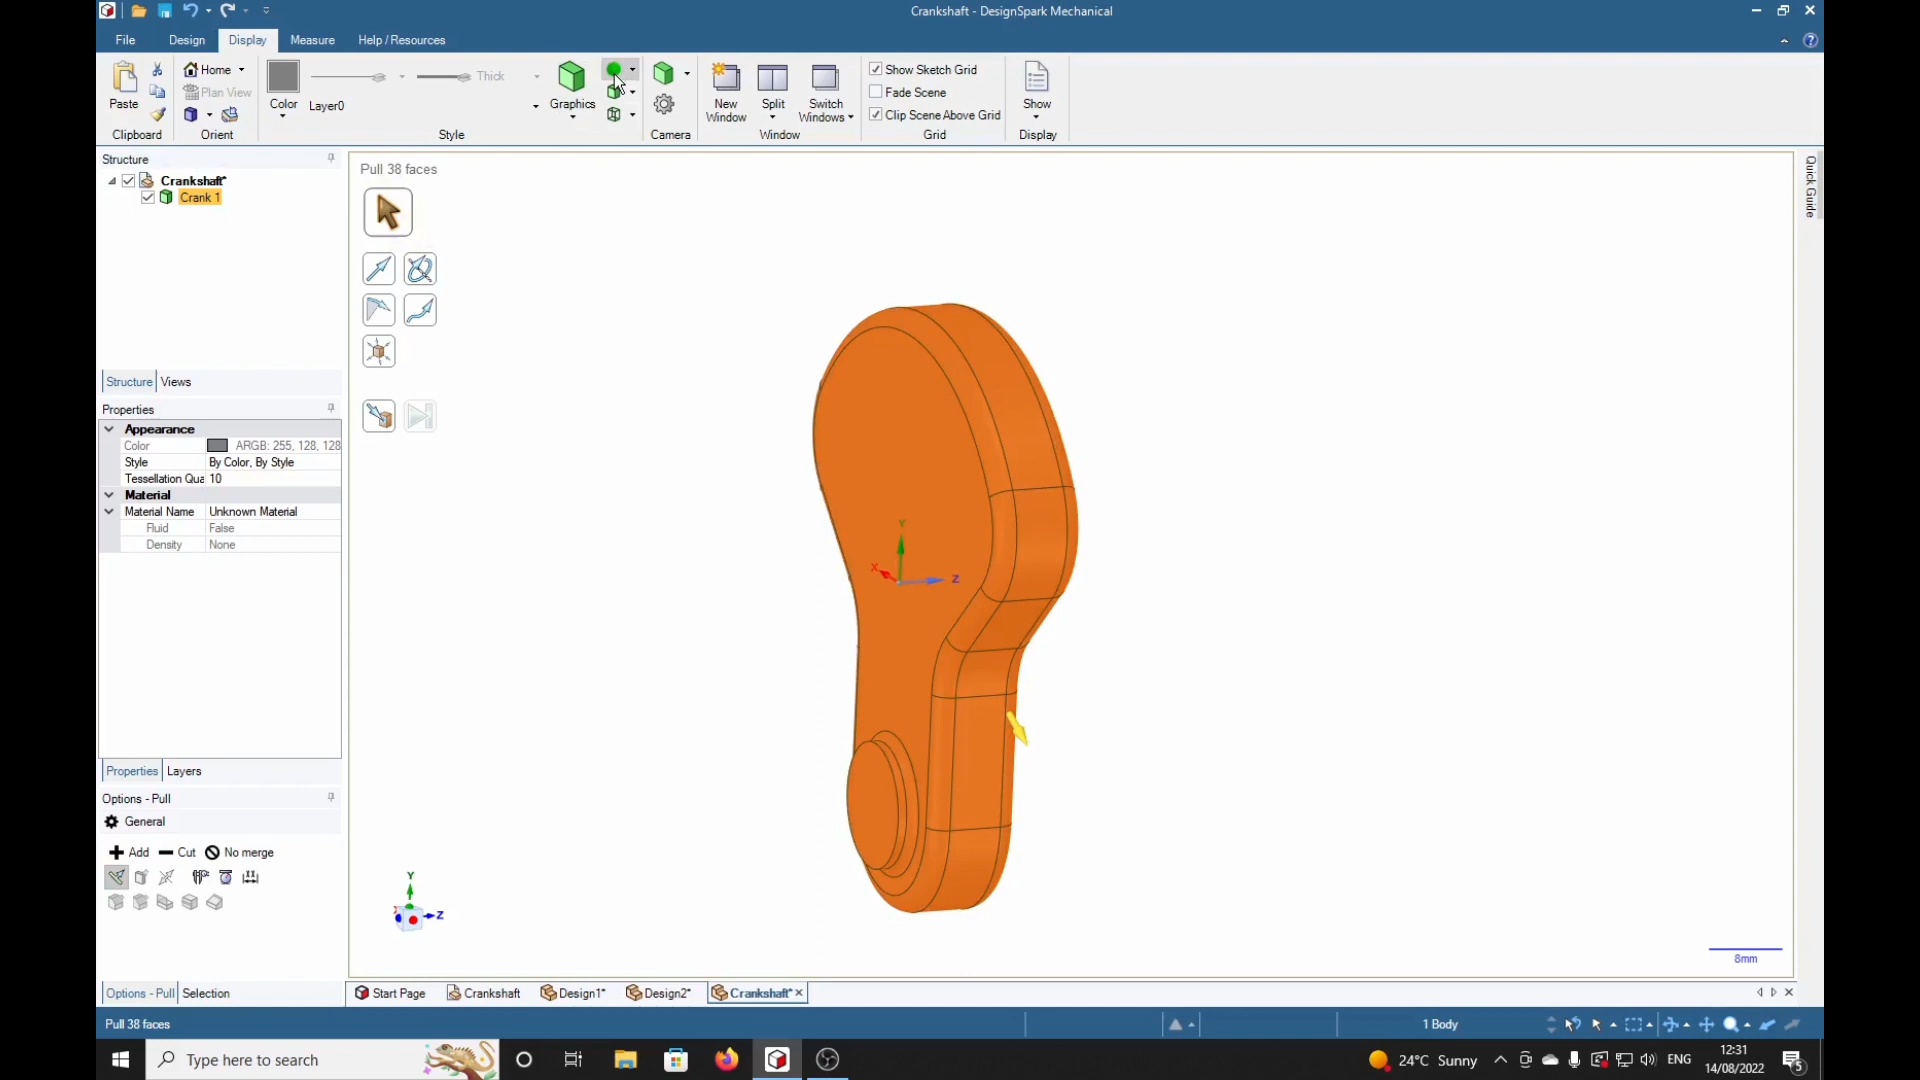 Crankshaft - DesignSpark Mechanical
File
Design
Display
Measure
Help / Resources
Paste
Clipboard
Home
Plan View
Orient
Color
Layer0
Thick
Style
Graphics
Camera
New Window
Split
Switch Windows
Window
Show Sketch Grid
Fade Scene
Clip Scene Above Grid
Grid
Show
Display
Structure
Crankshaft*
Crank 1
Structure
Views
Properties
Appearance
Color ARGB: 255, 128, 128
Style By Color, By Style
Tessellation Qua 10
Material
Material Name Unknown Material
Fluid False
Density None
Properties
Layers
Options - Pull
General
Add
Cut
No merge
Options - Pull
Selection
Pull 38 faces
Y
X
Z
Y
Z
8mm
Quick Guide
Start Page
Crankshaft
Design1*
Design2*
Crankshaft*
Pull 38 faces
1 Body
Type here to search
24°C Sunny
ENG
12:31
14/08/2022
5